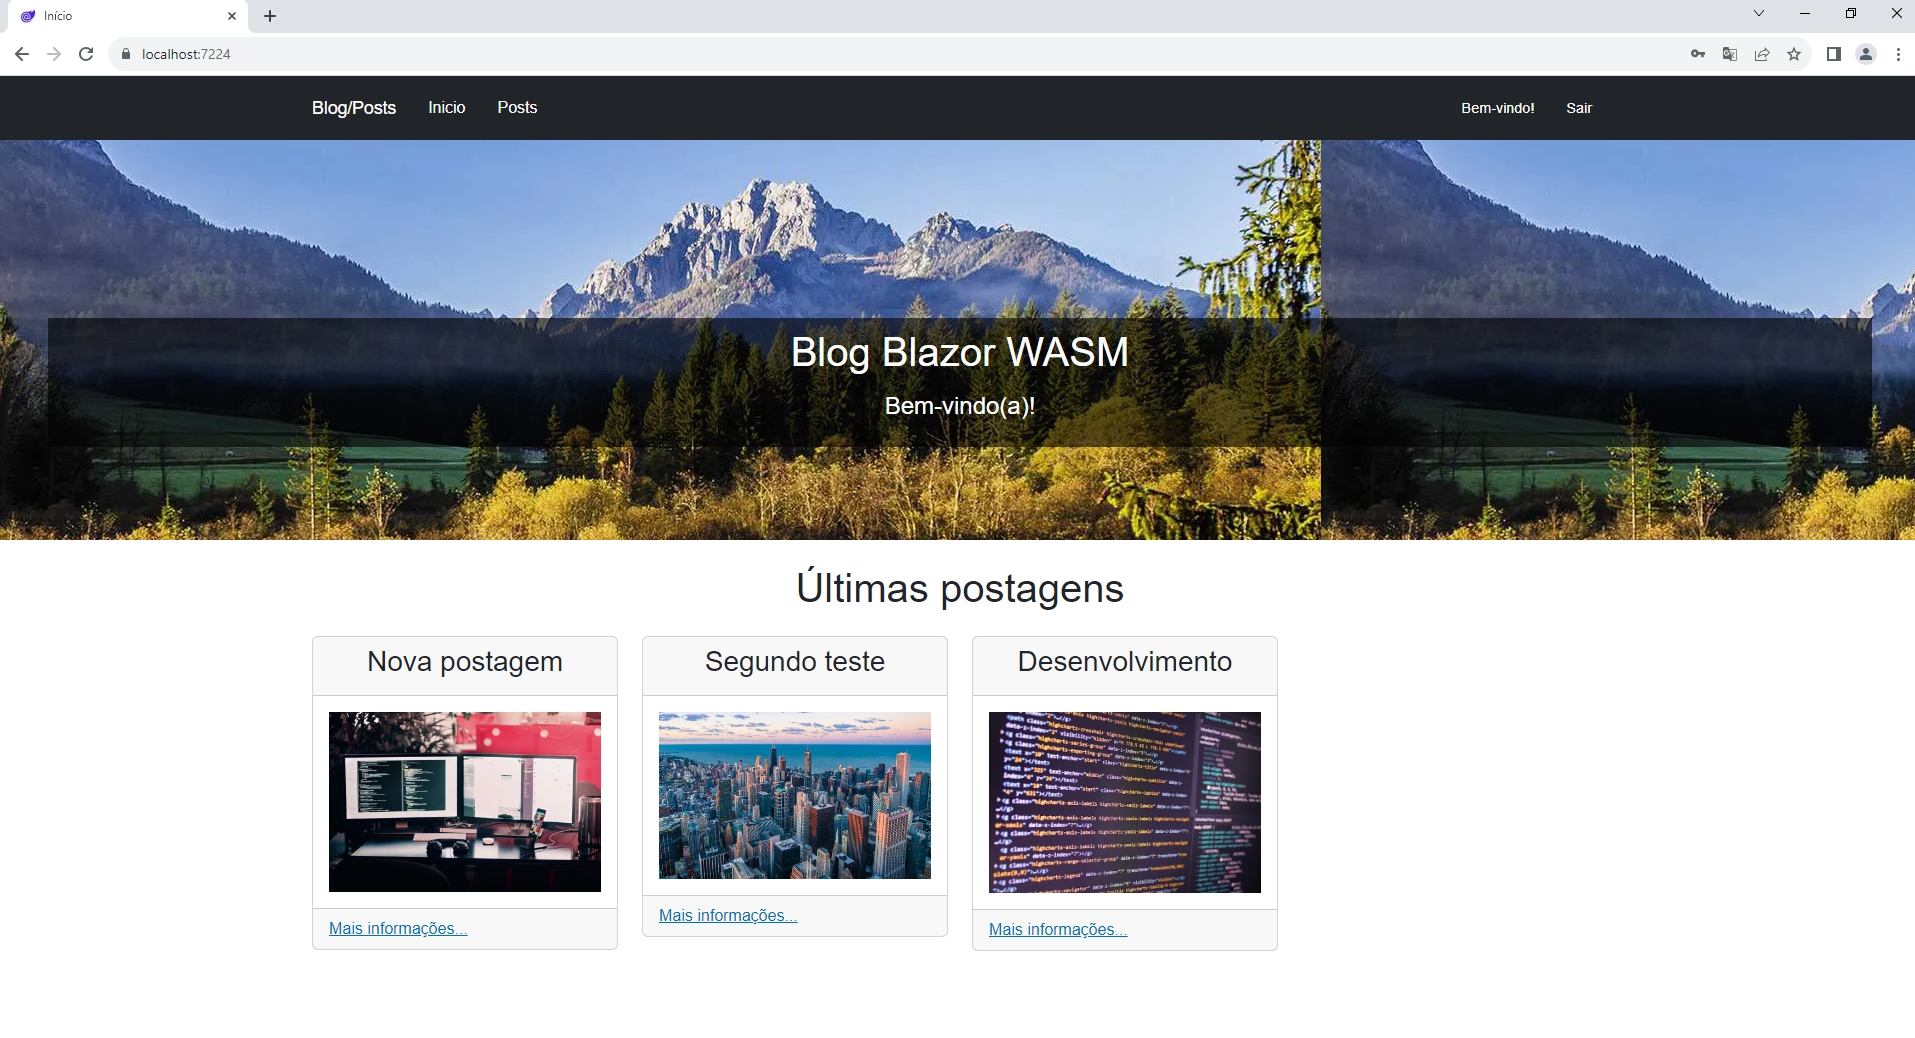 Início
localhost:7224
Blog/Posts Inicio Posts Bem-vindo! Sair
Blog Blazor WASM
Bem-vindo(a)!
Últimas postagens
Nova postagem
Segundo teste
Desenvolvimento
Mais informações...
Mais informações...
Mais informações...